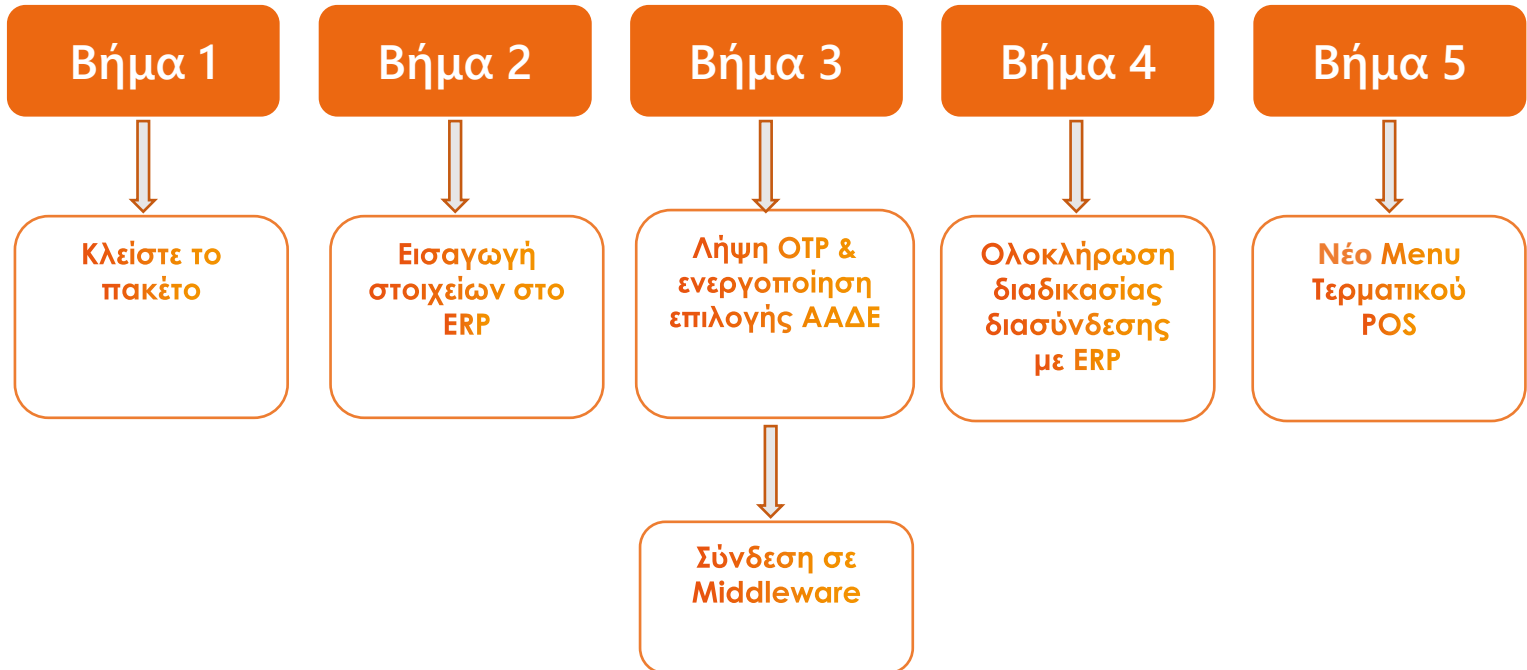 Βήμα 1
Βήμα 2
Βήμα 3
Βήμα 4
Βήμα 5
Κλείστε το
πακέτο
Εισαγωγή
στοιχείων στο
ERP
Λήψη OTP &
ενεργοποίηση
επιλογής ΑΑΔΕ
Ολοκλήρωση
διαδικασίας
διασύνδεσης
με ERP
Νέο Menu
Τερματικού
POS
Σύνδεση σε
Middleware